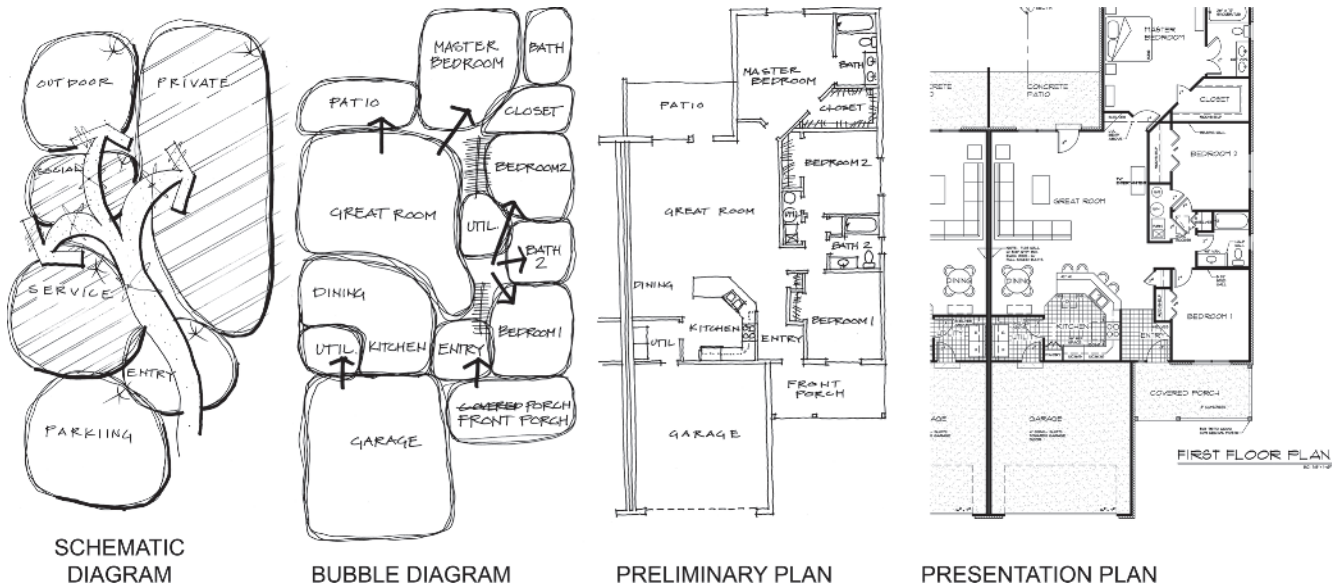 OUTDOOR
PRIVATE
SOCIAL
SERVICE
ENTRY
PARKIING
SCHEMATIC
DIAGRAM
MASTER
BEDROOM
BATH
PATIO
CLOSET
BEDROOM2
GREAT ROOM
UTIL.
BATH
2
DINING
BEDROOM1
UTIL.
KITCHEN
ENTRY
COVERED PORCH
FRONT PORCH
GARAGE
BUBBLE DIAGRAM
MASTER
BEDROOM
BATH
PATIO
CLOSET
BEDROOM 2
GREAT ROOM
BATH 2
DINING
KITCHEN
BEDROOM 1
UTIL
ENTRY
FRONT
PORCH
GARAGE
PRELIMINARY PLAN
MASTER
BEDROOM
CONCRETE
PATIO
CLOSET
BEDROOM 2
GREAT ROOM
DINING
DINING
KITCHEN
ENTRY
BEDROOM 1
COVERED PORCH
GARAGE
FIRST FLOOR PLAN
PRESENTATION PLAN